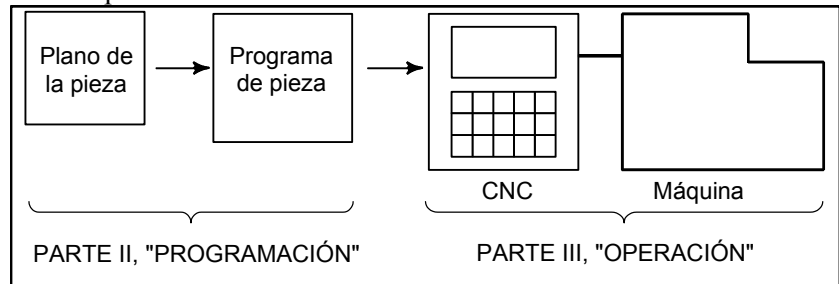 Plano de
la pieza
Programa
de pieza
CNC
Máquina
PARTE II, "PROGRAMACIÓN"
PARTE III, "OPERACIÓN"